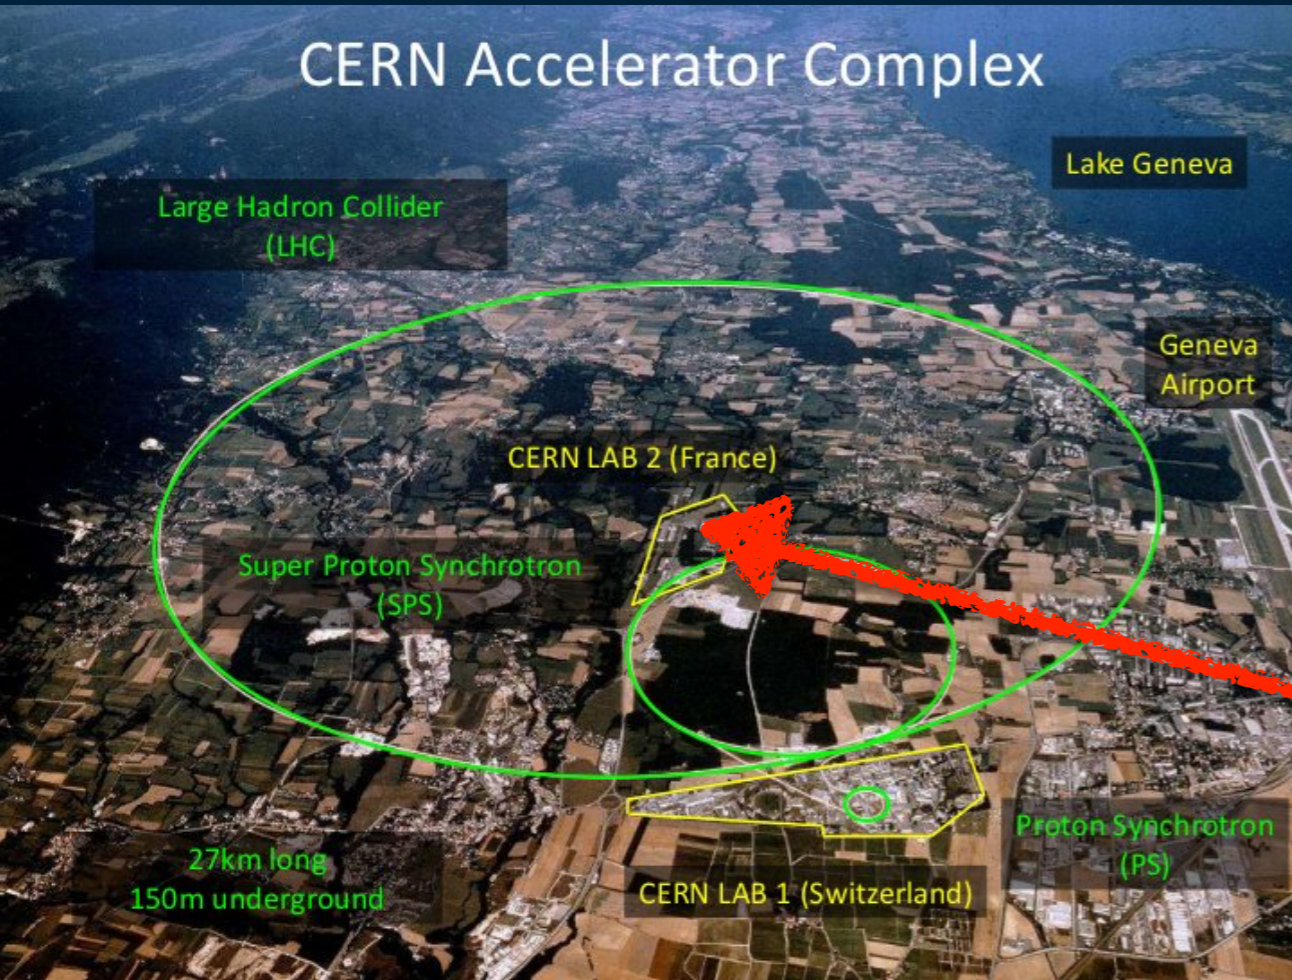 CERN Accelerator Complex
Lake Geneva
Large Hadron Collider
(LHC)
Geneva
Airport
CERN LAB 2 (France)
Super Proton Synchrotron
(SPS)
Proton Synchrotron
(PS)
27km long
150m underground
CERN LAB 1 (Switzerland)